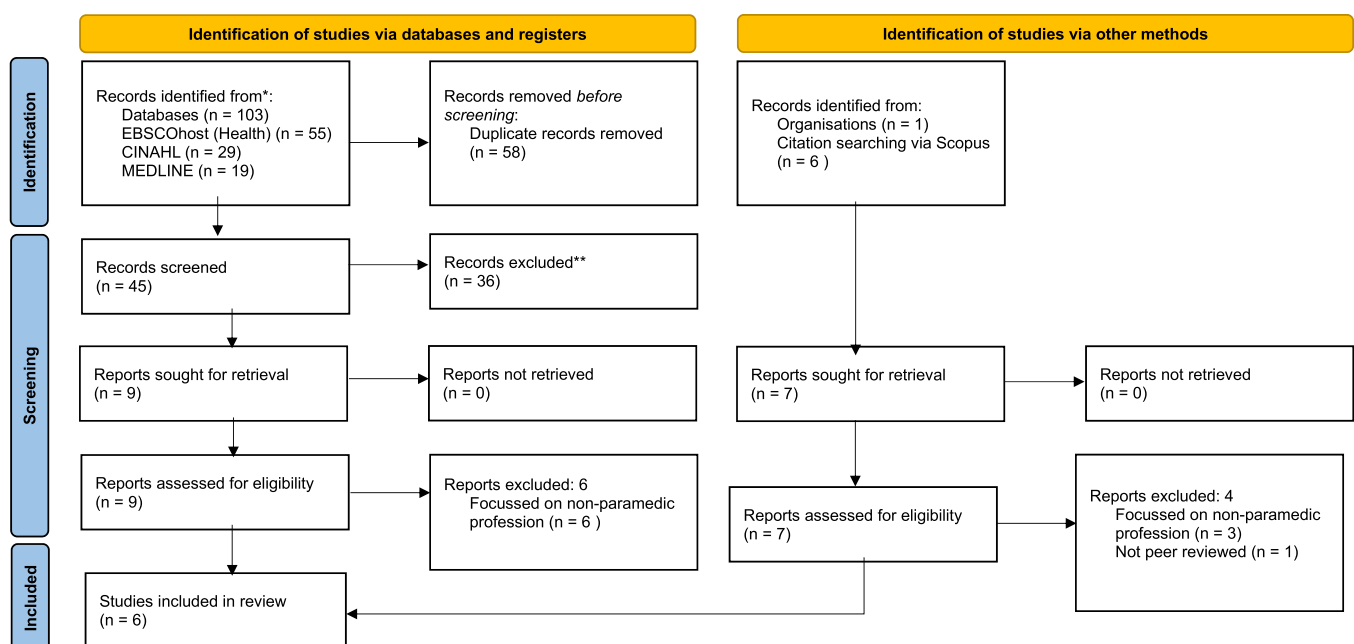 Identification of studies via databases and registers
Identification of studies via other methods
Identification
Records identified from*:
Databases (n = 103)
EBSCOhost (Health) (n = 55)
CINAHL (n = 29)
MEDLINE (n = 19)
Records removed before
screening:
Duplicate records removed
(n = 58)
Records identified from:
Organisations (n = 1)
Citation searching via Scopus
(n = 6 )
Screening
Records screened
(n = 45)
Records excluded**
(n = 36)
Reports sought for retrieval
(n = 9)
Reports not retrieved
(n = 0)
Reports sought for retrieval
(n = 7)
Reports not retrieved
(n = 0)
Reports assessed for eligibility
(n = 9)
Reports excluded: 6
Focussed on non-paramedic
profession (n = 6 )
Reports assessed for eligibility
(n = 7)
Reports excluded: 4
Focussed on non-paramedic
profession (n = 3)
Not peer reviewed (n = 1)
Included
Studies included in review
(n = 6)